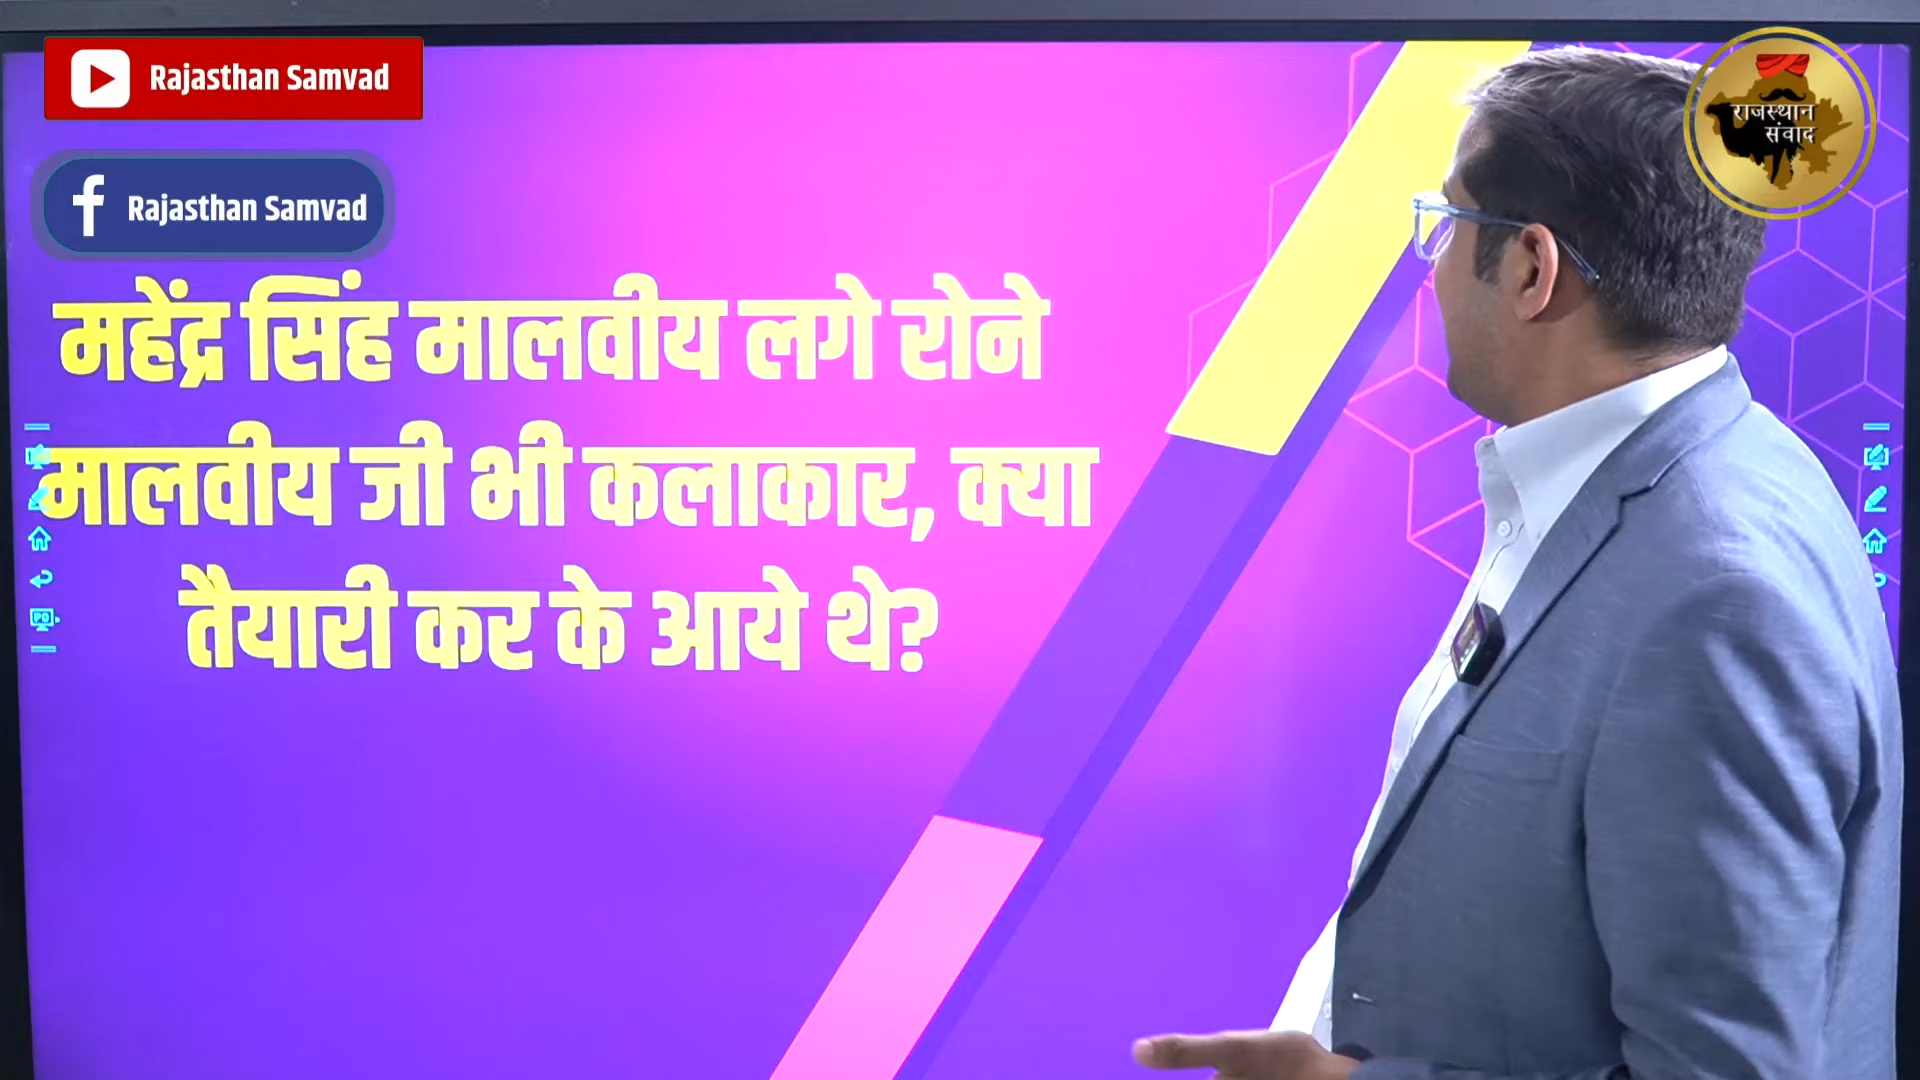 Rajasthan Samvad
Rajasthan Samvad
राजस्थान
संवाद
महेंद्र सिंह मालवीय लगे रोने
मालवीय जी भी कलाकार, क्या
तैयारी कर के आये थे?